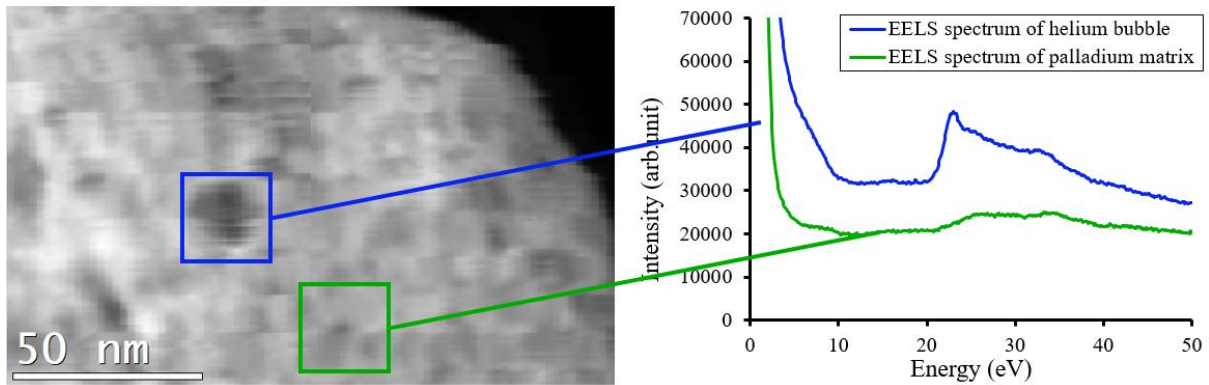 50 nm
70000
60000
50000
40000
30000
20000
10000
0
Intensity (arb.unit)
EELS spectrum of helium bubble
EELS spectrum of palladium matrix
0 10 20 30 40 50
Energy (eV)